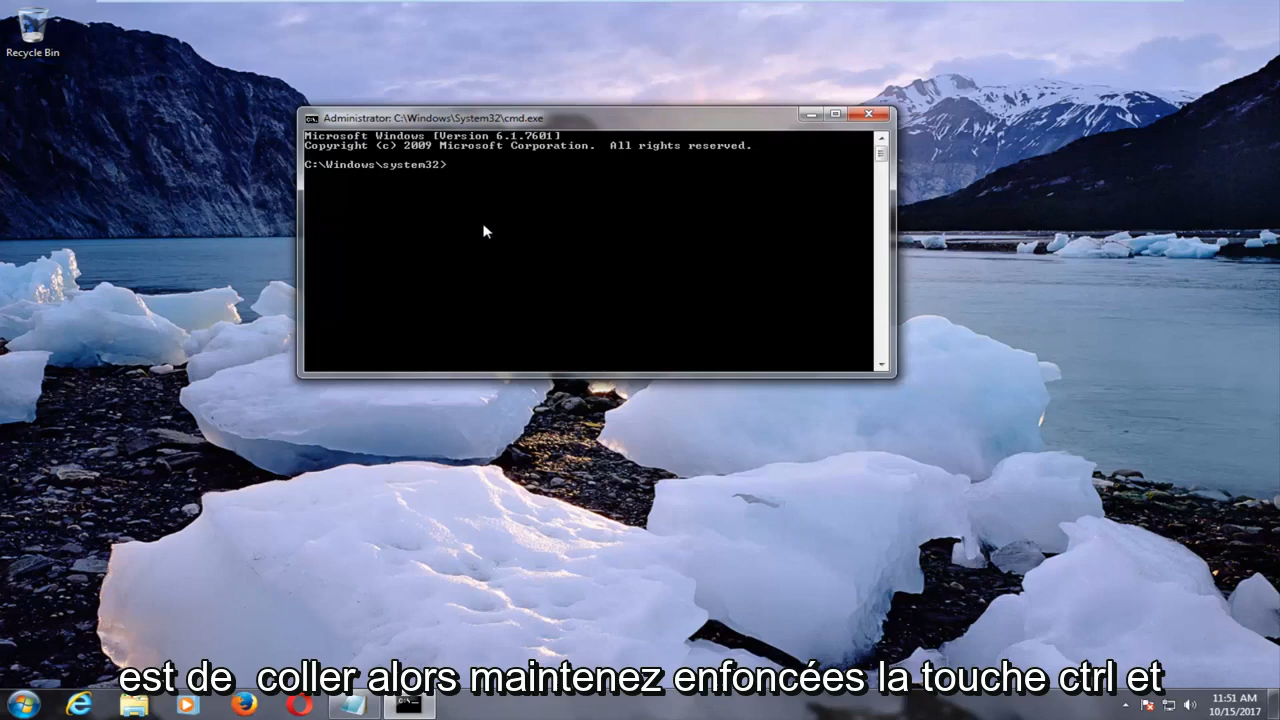 Recycle Bin
Administrator: C:\Windows\System32\cmd.exe
Microsoft Windows [Version 6.1.7601]
Copyright (c) 2009 Microsoft Corporation.  All rights reserved.
C:\Windows\system32>
est de  coller alors maintenez enfoncées la touche ctrl et
11:51 AM
10/15/2017